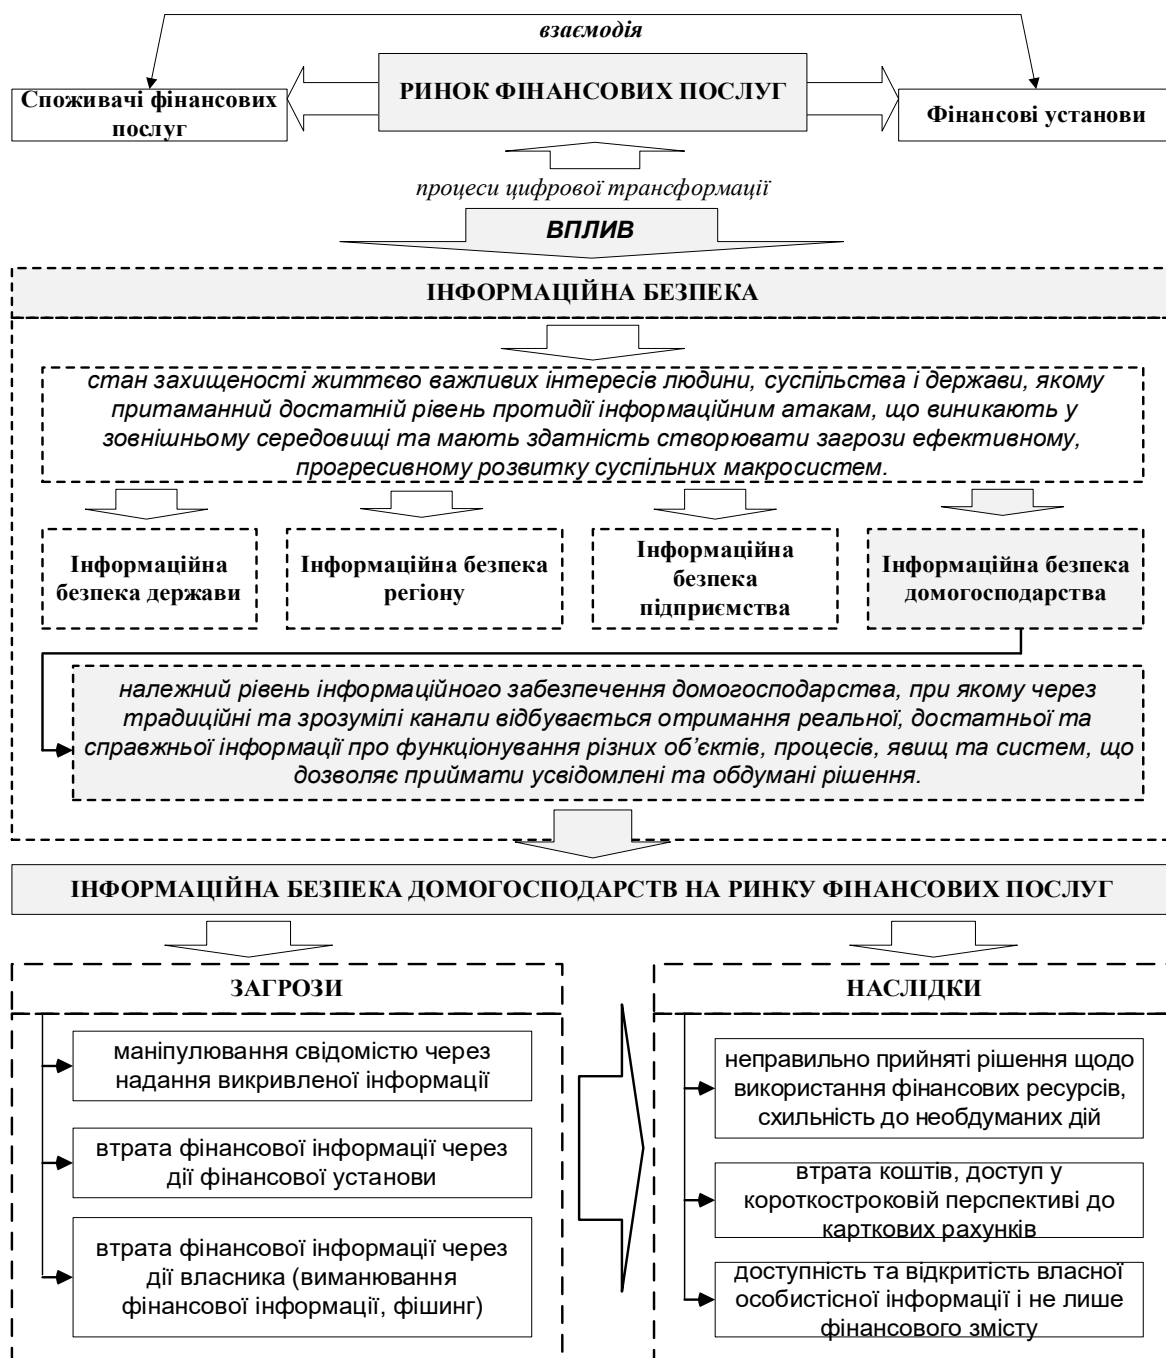 взаємодія
РИНОК ФІНАНСОВИХ ПОСЛУГ
Споживачі фінансових
послуг
Фінансові установи
процеси цифрової трансформації
ВПЛИВ
ІНФОРМАЦІЙНА БЕЗПЕКА
стан захищеності життєво важливих інтересів людини, суспільства і держави, якому
притаманний достатній рівень протидії інформаційним атакам, що виникають у
зовнішньому середовищі та мають здатність створювати загрози ефективному,
прогресивному розвитку суспільних макросистем.
Інформаційна
безпека держави
Інформаційна безпека
регіону
Інформаційна
безпека
підприємства
Інформаційна безпека
домогосподарства
належний рівень інформаційного забезпечення домогосподарства, при якому через
традиційні та зрозумілі канали відбувається отримання реальної, достатньої та
справжньої інформації про функціонування різних об’єктів, процесів, явищ та систем, що
дозволяє приймати усвідомлені та обдумані рішення.
ІНФОРМАЦІЙНА БЕЗПЕКА ДОМОГОСПОДАРСТВ НА РИНКУ ФІНАНСОВИХ ПОСЛУГ
ЗАГРОЗИ
маніпулювання свідомістю через
надання викривленої інформації
втрата фінансової інформації через
дії фінансової установи
втрата фінансової інформації через
дії власника (виманювання
фінансової інформації, фішинг)
НАСЛІДКИ
неправильно прийняті рішення щодо
використання фінансових ресурсів,
схильність до необдуманих дій
втрата коштів, доступ у
короткостроковій перспективі до
карткових рахунків
доступність та відкритість власної
особистісної інформації і не лише
фінансового змісту